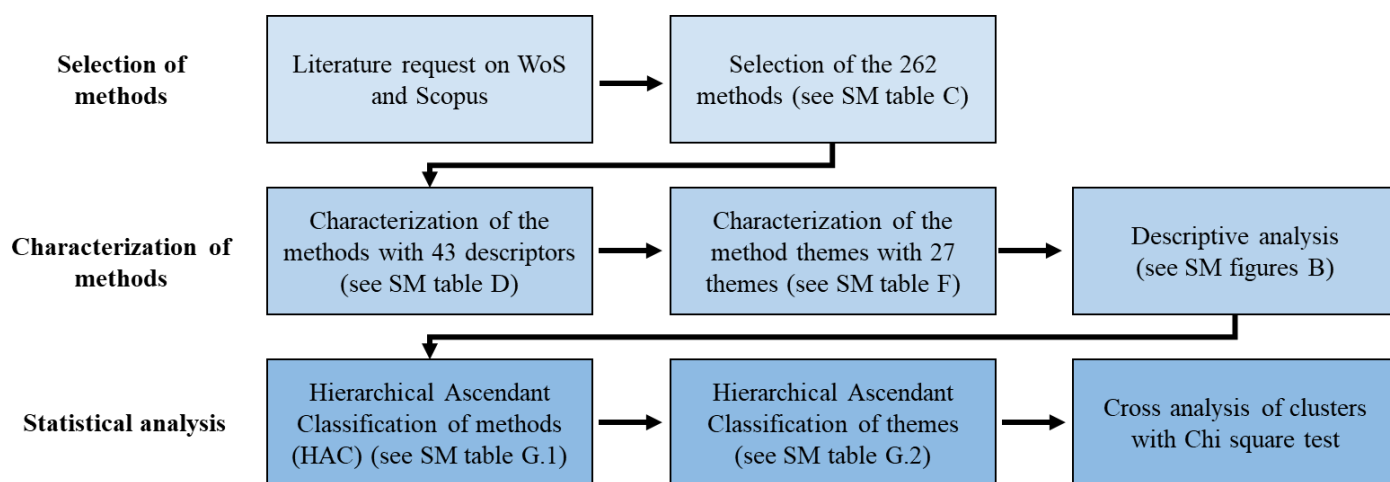 Selection of
methods
Literature request on WoS
and Scopus
Selection of the 262
methods (see SM table C)
Characterization of
methods
Characterization of the
methods with 43 descriptors
(see SM table D)
Characterization of the
method themes with 27
themes (see SM table F)
Descriptive analysis
(see SM figures B)
Statistical analysis
Hierarchical Ascendant
Classification of methods
(HAC) (see SM table G.1)
Hierarchical Ascendant
Classification of themes
(see SM table G.2)
Cross analysis of clusters
with Chi square test